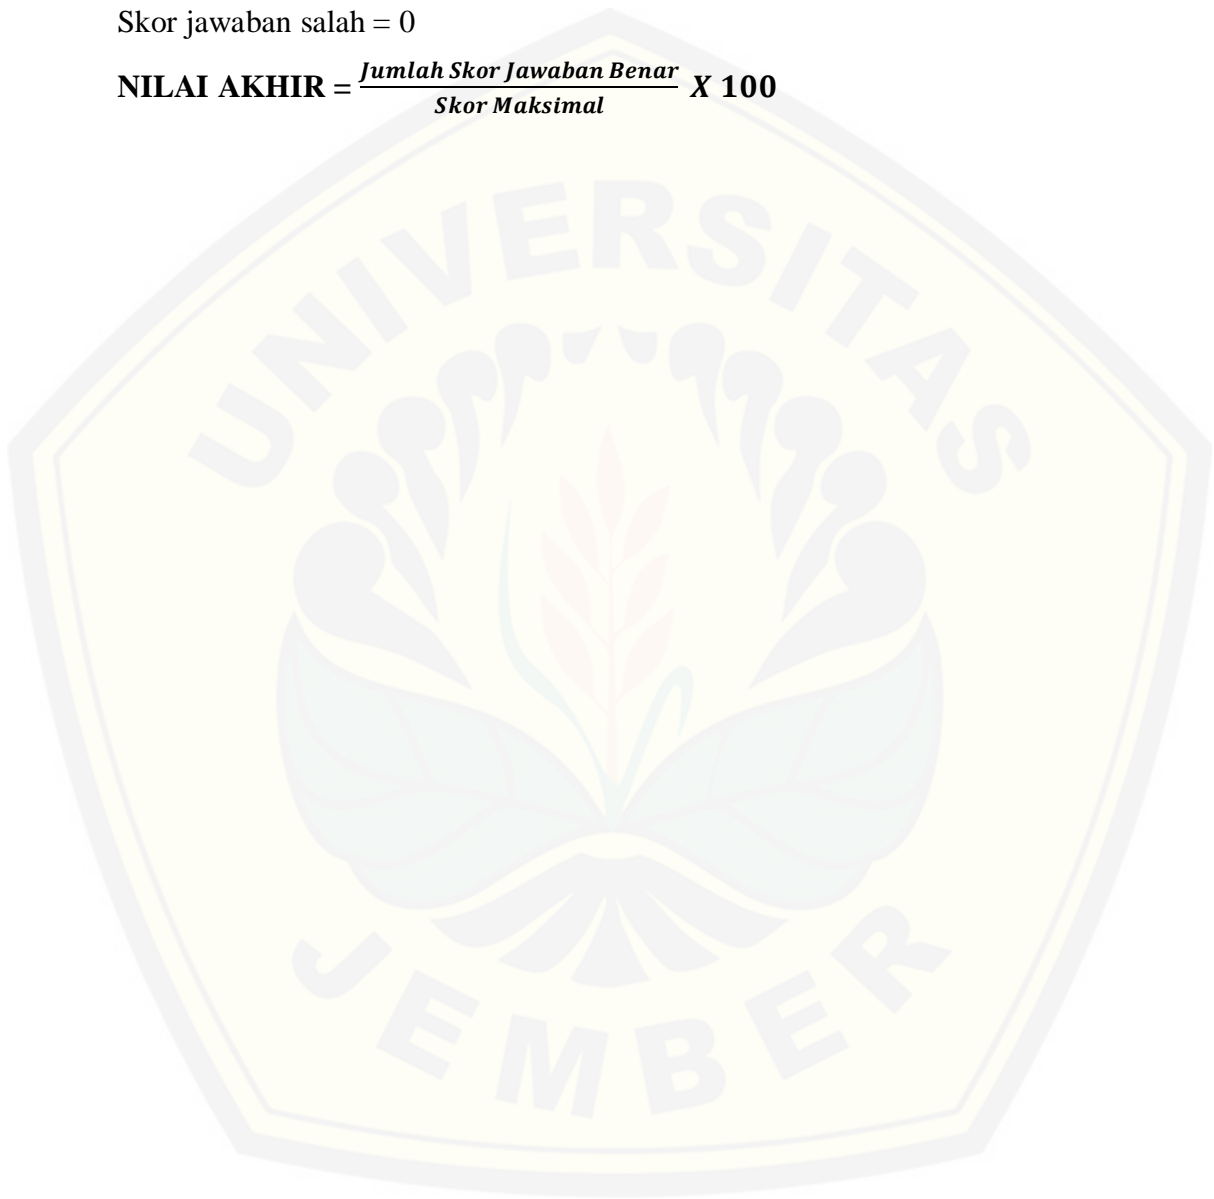 Skor jawaban salah = 0
NILAI AKHIR = Jumlah Skor Jawaban Benar / Skor Maksimal X 100
UNIVERSITAS
JEMBER